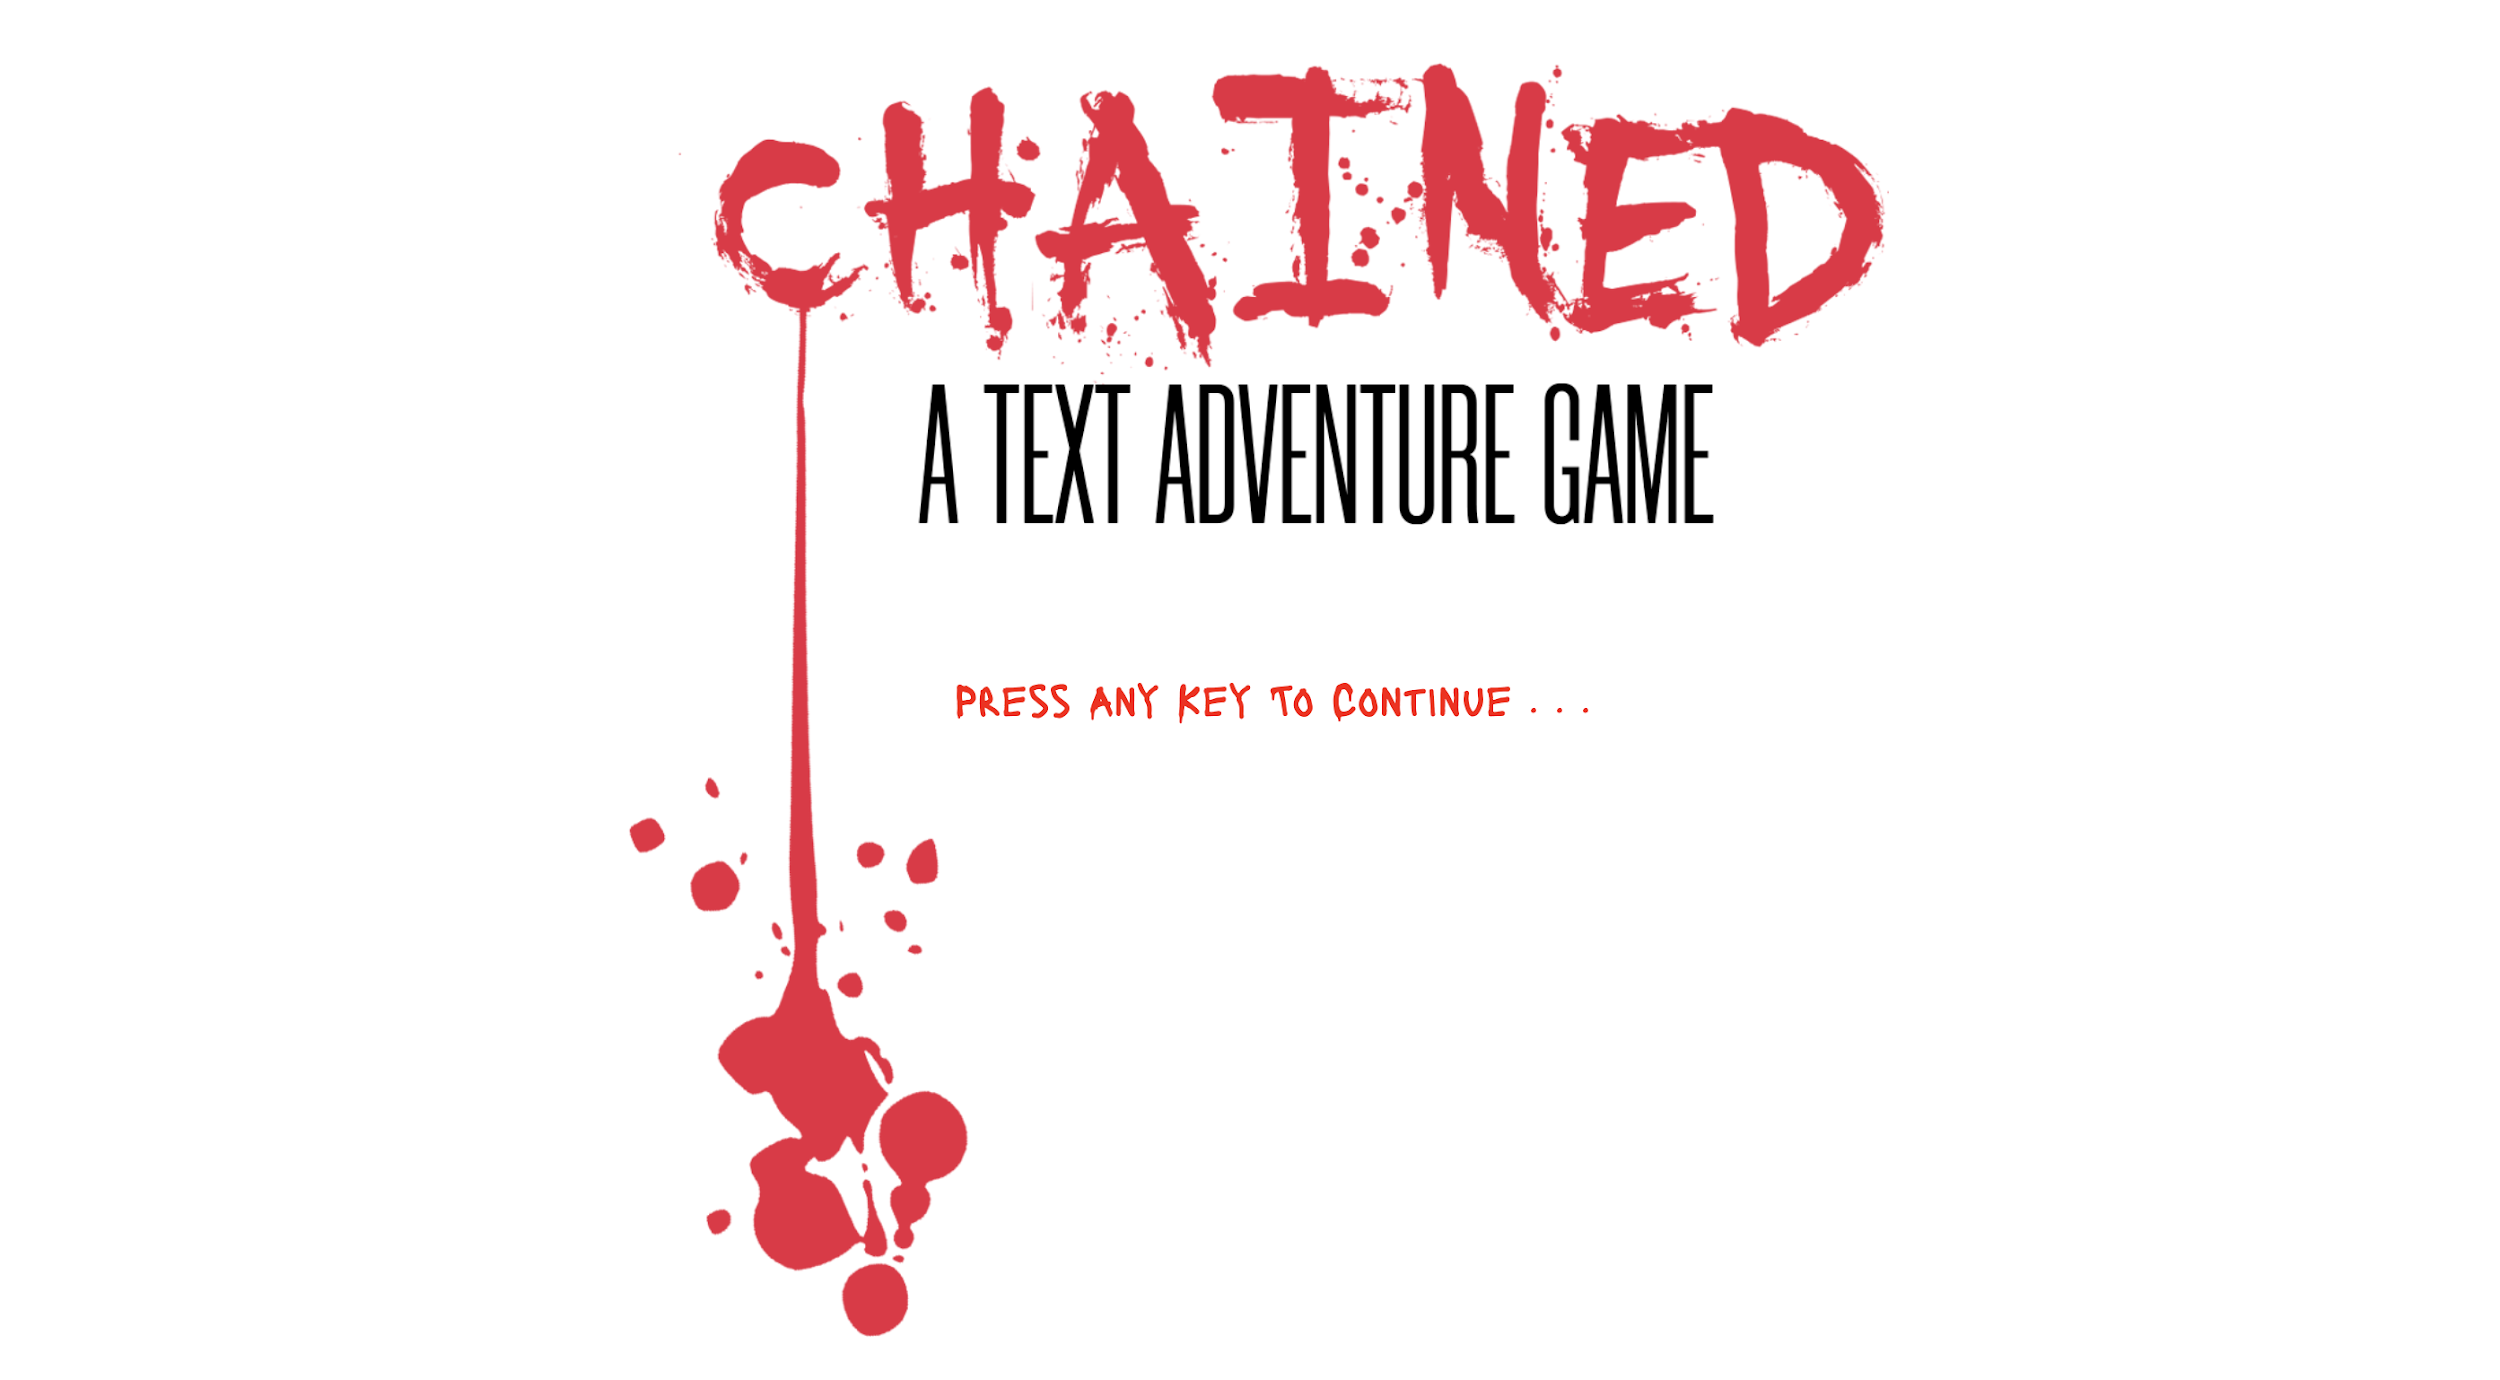 CHAINED
A TEXT ADVENTURE GAME
PRESS ANY KEY TO CONTINUE . . .